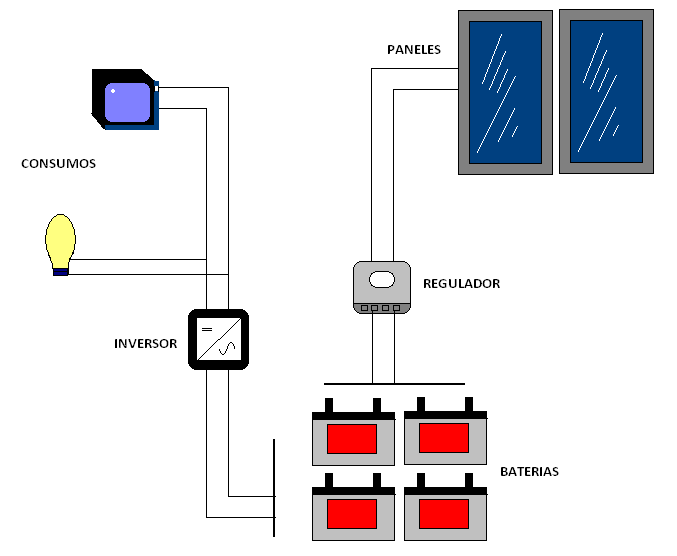 PANELES
CONSUMOS
REGULADOR
INVERSOR
BATERIAS